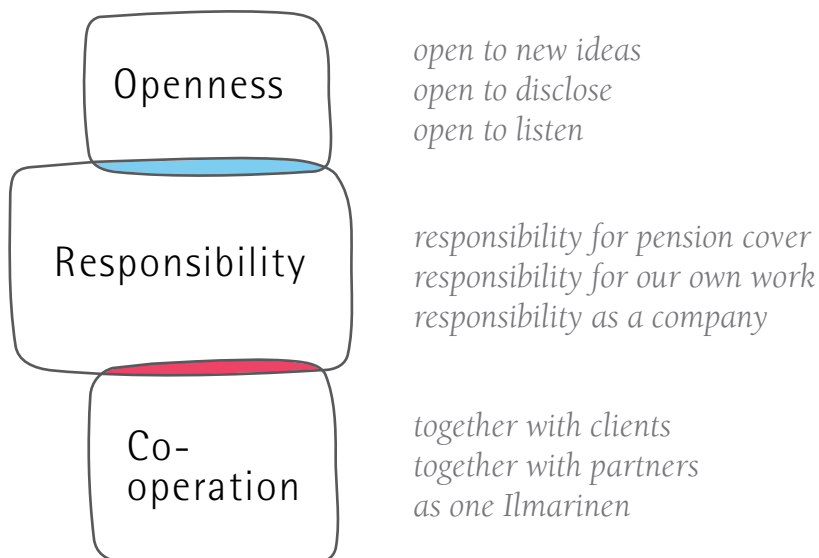 Openness
open to new ideas
open to disclose
open to listen
Responsibility
responsibility for pension cover
responsibility for our own work
responsibility as a company
Co-
operation
together with clients
together with partners
as one Ilmarinen